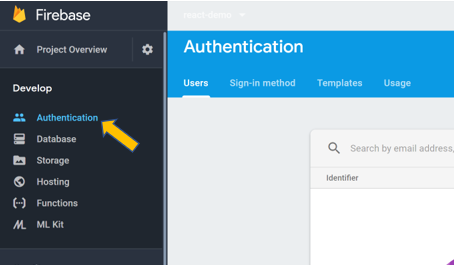 Firebase
react-demo
Project Overview
Authentication
Users Sign-in method Templates Usage
Develop
Authentication
Database
Storage
Hosting
Functions
ML Kit
Search by email address,
Identifier